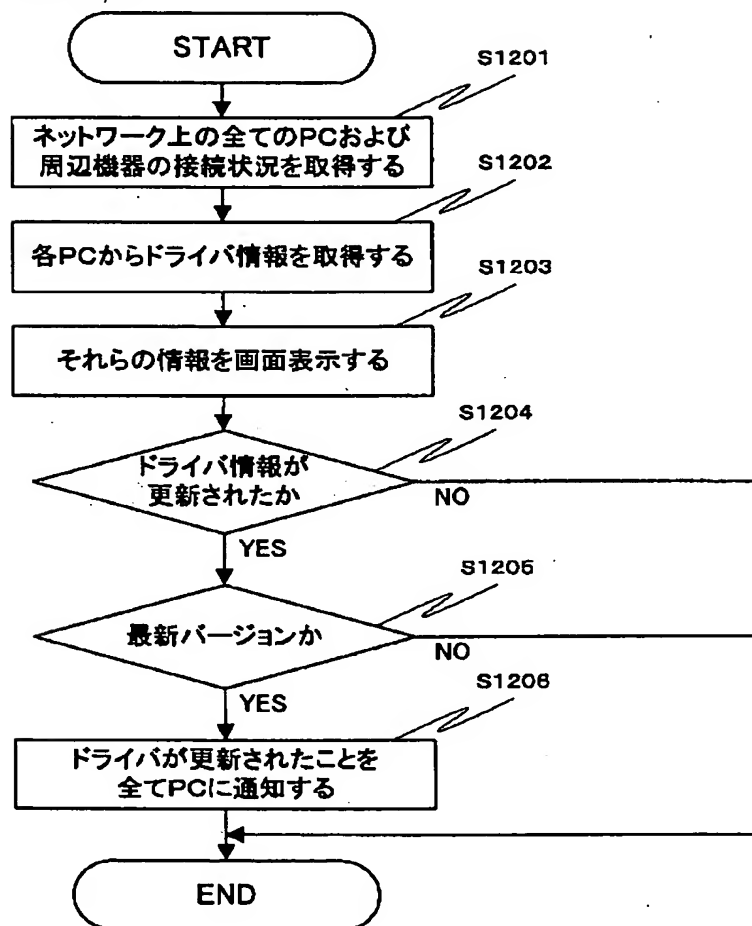 START
S1201
ネットワーク上の全てのPCおよび
周辺機器の接続状況を取得する
S1202
各PCからドライバ情報を取得する
S1203
それらの情報を画面表示する
S1204
ドライバ情報が
更新されたか
NO
YES
S1205
最新バージョンか
NO
YES
S1206
ドライバが更新されたことを
全てPCに通知する
END